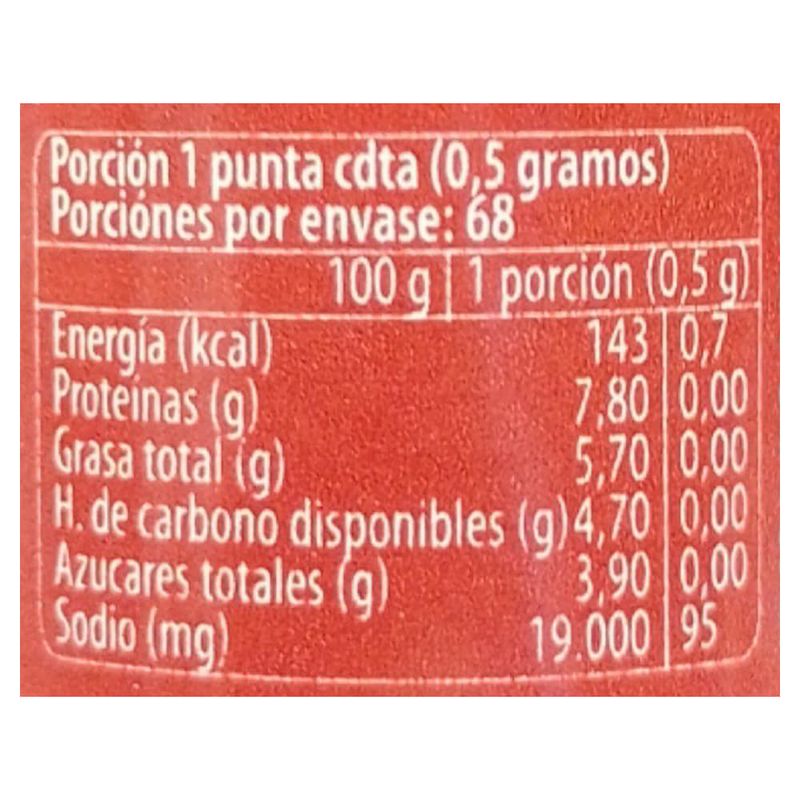 Porción 1 punta cdta (0,5 gramos)
Porciónes por envase: 68
100 g 1 porción (0,5 g)
Energía (kcal) 143 0,7
Proteínas (g) 7,80 0,00
Grasa total (g) 5,70 0,00
H. de carbono disponibles (g) 4,70 0,00
Azucares totales (g) 3,90 0,00
Sodio (mg) 19.000 95